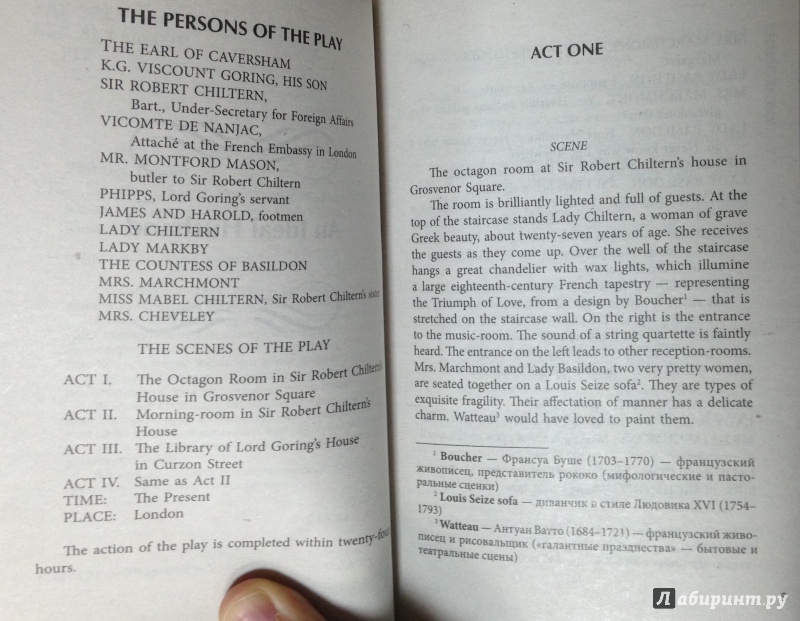 THE PERSONS OF THE PLAY
THE EARL OF CAVERSHAM
K.G. VISCOUNT GORING, HIS SON
SIR ROBERT CHILTERN,
Bart., Under-Secretary for Foreign Affairs
VICOMTE DE NANJAC,
Attaché at the French Embassy in London
MR. MONTFORD MASON,
butler to Sir Robert Chiltern
PHIPPS, Lord Goring's servant
JAMES AND HAROLD, footmen
LADY CHILTERN
LADY MARKBY
THE COUNTESS OF BASILDON
MRS. MARCHMONT
MISS MABEL CHILTERN, Sir Robert Chiltern's sister
MRS. CHEVELEY
THE SCENES OF THE PLAY
ACT I. The Octagon Room in Sir Robert Chiltern's
House in Grosvenor Square
ACT II. Morning-room in Sir Robert Chiltern's
House
ACT III. The Library of Lord Goring's House
in Curzon Street
ACT IV. Same as Act II
TIME: The Present
PLACE: London
The action of the play is completed within twenty-four
hours.
ACT ONE
SCENE
The octagon room at Sir Robert Chiltern's house in
Grosvenor Square.
The room is brilliantly lighted and full of guests. At the
top of the staircase stands Lady Chiltern, a woman of grave
Greek beauty, about twenty-seven years of age. She receives
the guests as they come up. Over the well of the staircase
hangs a great chandelier with wax lights, which illumine
a large eighteenth-century French tapestry — representing
the Triumph of Love, from a design by Boucher¹ — that is
stretched on the staircase wall. On the right is the entrance
to the music-room. The sound of a string quartette is faintly
heard. The entrance on the left leads to other reception-rooms.
Mrs. Marchmont and Lady Basildon, two very pretty women,
are seated together on a Louis Seize sofa². They are types of
exquisite fragility. Their affectation of manner has a delicate
charm. Watteau³ would have loved to paint them.
¹ Boucher — Франсуа Буше (1703–1770) — французский
живописец, представитель рококо (мифологические и пасто-
ральные сценки)
² Louis Seize sofa — диванчик в стиле Людовика XVI (1754–
1793)
³ Watteau — Антуан Ватто (1684–1721) — французский живо-
писец и рисовальщик («галантные празднества» — бытовые и
театральные сцены)
Лабиринт.ру